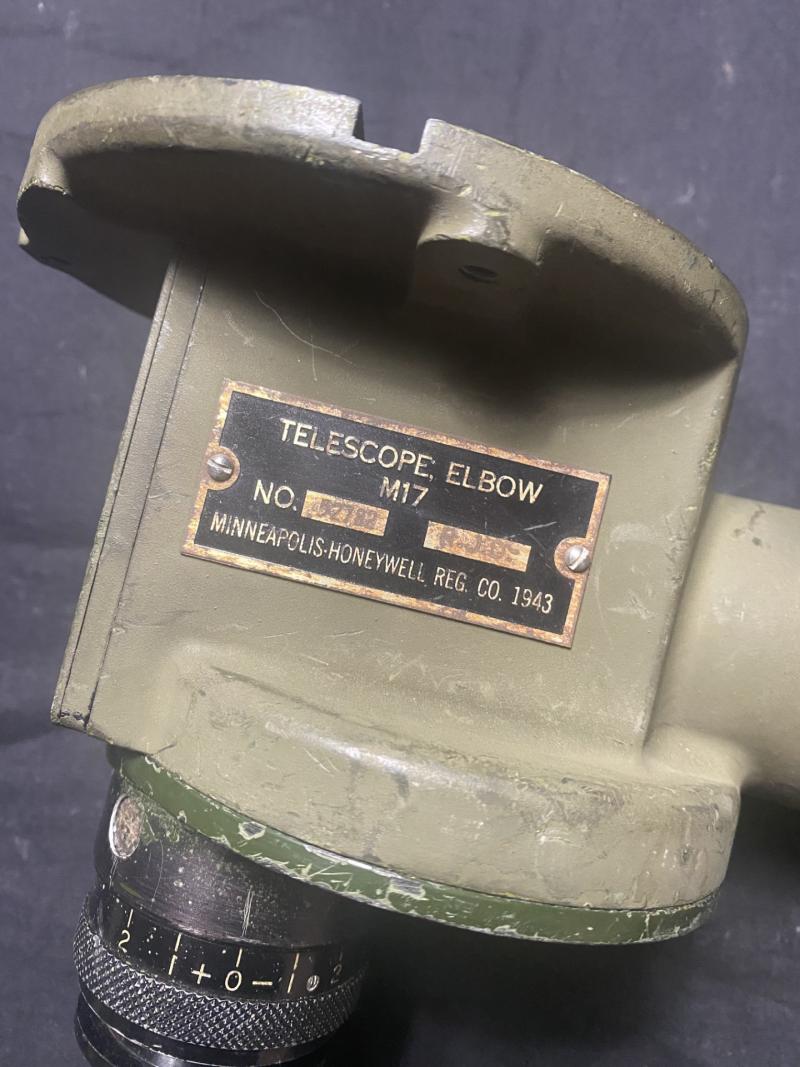 TELESCOPE, ELBOW
M17
NO.
MINNEAPOLIS-HONEYWELL REG. CO. 1943
2 1 + 0 - 1 2